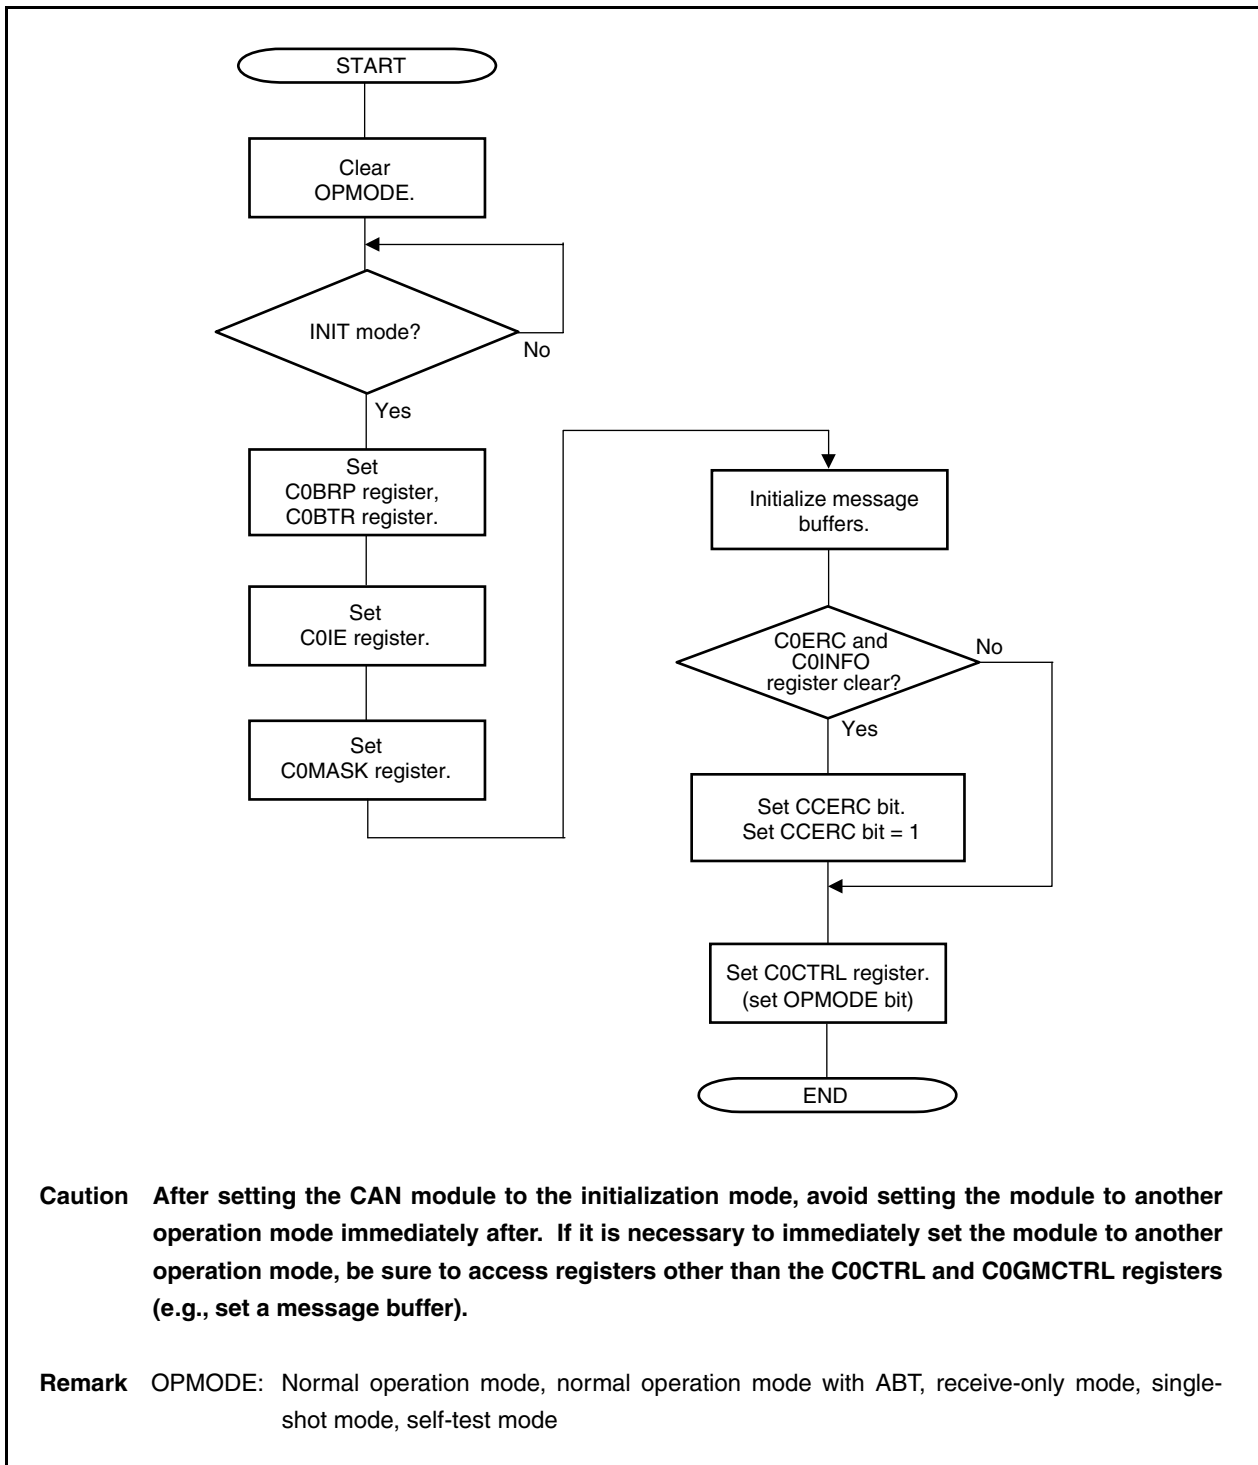 START
Clear
OPMODE.
INIT mode?
No
Yes
Set
C0BRP register,
C0BTR register.
Set
C0IE register.
Set
C0MASK register.
Initialize message
buffers.
C0ERC and
C0INFO
register clear?
No
Yes
Set CCERC bit.
Set CCERC bit = 1
Set C0CTRL register.
(set OPMODE bit)
END
Caution After setting the CAN module to the initialization mode, avoid setting the module to another
operation mode immediately after. If it is necessary to immediately set the module to another
operation mode, be sure to access registers other than the C0CTRL and C0GMCTRL registers
(e.g., set a message buffer).
Remark OPMODE: Normal operation mode, normal operation mode with ABT, receive-only mode, single-
shot mode, self-test mode